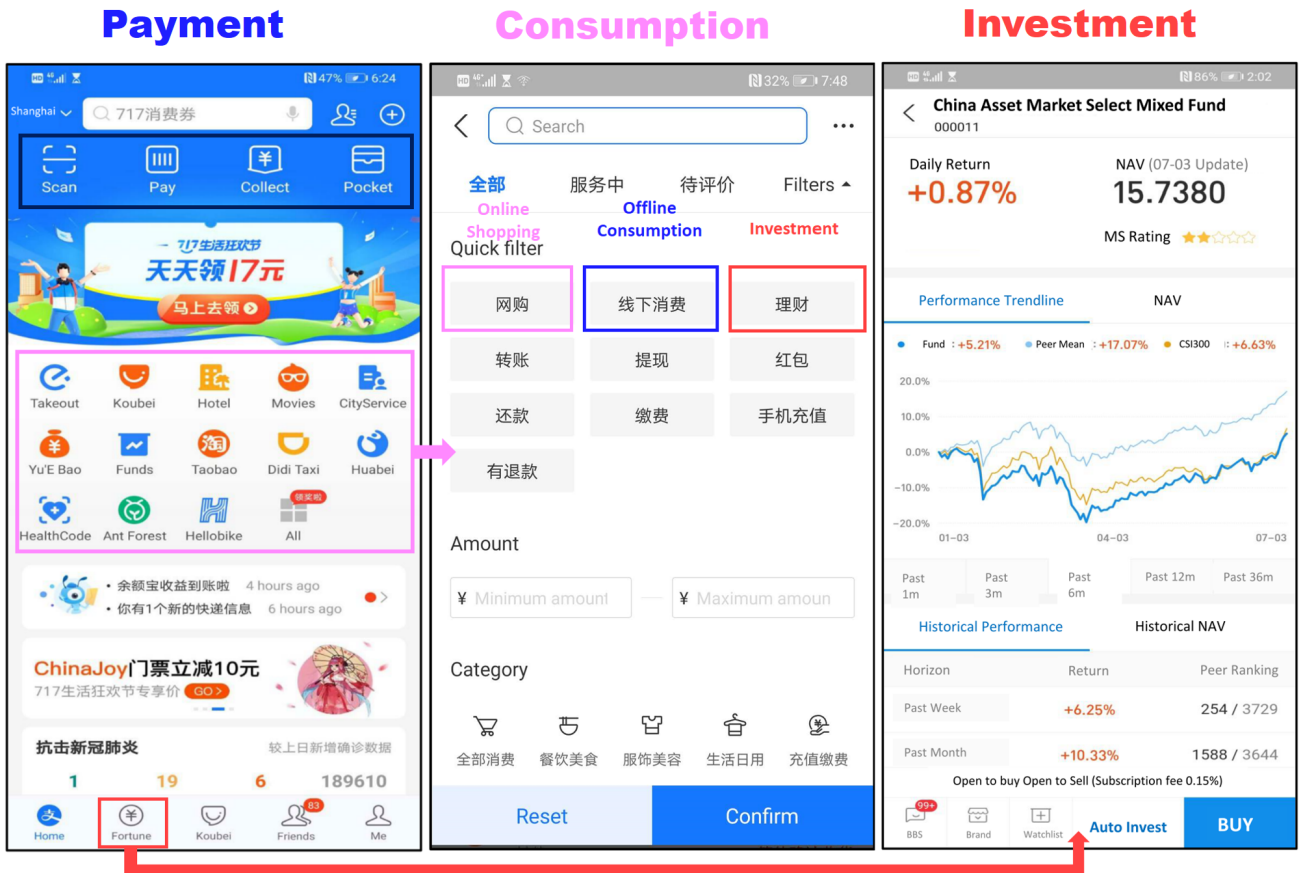 Payment
Consumption
Investment
HD 4G 47% 6:24
Shanghai
717消费券
Scan Pay Collect Pocket
717生活狂欢节
天天领17元
马上去领
Takeout Koubei Hotel Movies CityService
Yu'E Bao Funds Taobao Didi Taxi Huabei
领奖啦
HealthCode Ant Forest Hellobike All
• 余额宝收益到账啦 4 hours ago
• 你有1个新的快递信息 6 hours ago
ChinaJoy门票立减10元
717生活狂欢节专享价 GO>
抗击新冠肺炎 较上日新增确诊数据
1 19 6 189610
83
Home Fortune Koubei Friends Me
HD 4G+ 32% 7:48
Search
全部 服务中 待评价 Filters
Online Shopping
Offline Consumption
Investment
Quick filter
网购 线下消费 理财
转账 提现 红包
还款 缴费 手机充值
有退款
Amount
¥ Minimum amount ¥ Maximum amoun
Category
全部消费 餐饮美食 服饰美容 生活日用 充值缴费
Reset Confirm
HD 4G 86% 2:02
China Asset Market Select Mixed Fund
000011
Daily Return NAV (07-03 Update)
+0.87% 15.7380
MS Rating
Performance Trendline NAV
Fund :+5.21% Peer Mean :+17.07% CSI300 :+6.63%
20.0%
10.0%
0.0%
-10.0%
-20.0%
01-03 04-03 07-03
Past 1m Past 3m Past 6m Past 12m Past 36m
Historical Performance Historical NAV
Horizon Return Peer Ranking
Past Week +6.25% 254 / 3729
Past Month +10.33% 1588 / 3644
Open to buy Open to Sell (Subscription fee 0.15%)
99+
BBS Brand Watchlist Auto Invest BUY